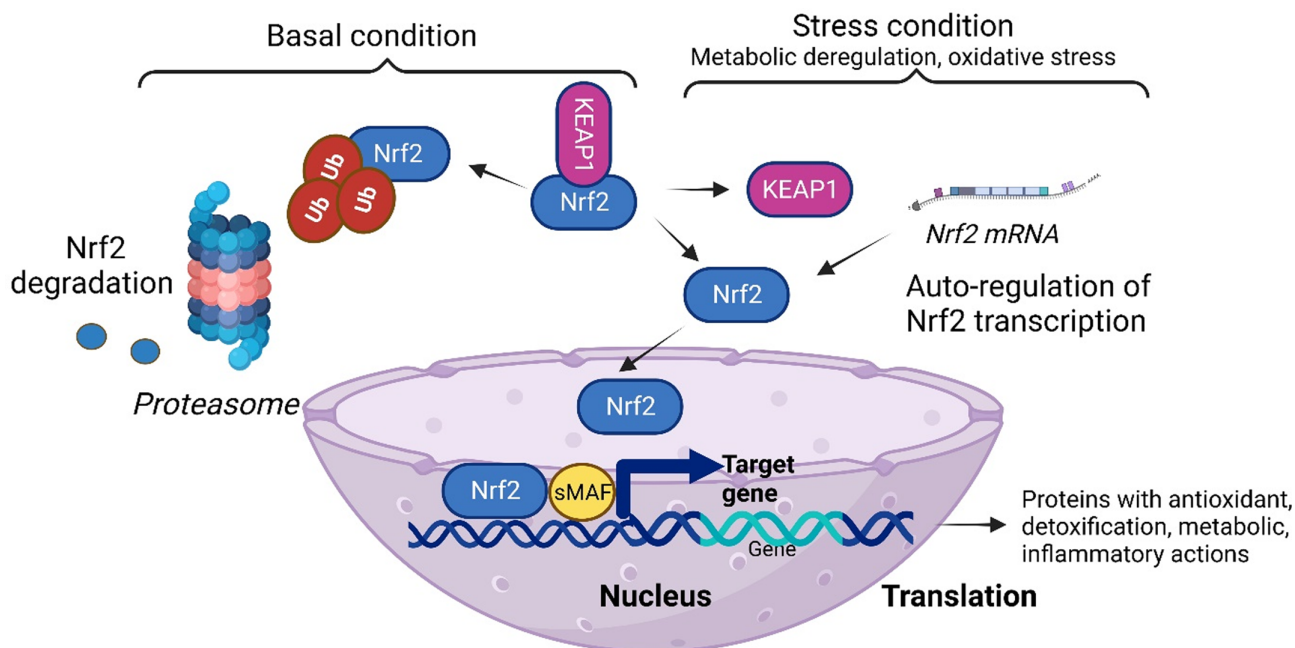 Basal condition
Stress condition
Metabolic deregulation, oxidative stress
KEAP1
Nrf2
Ub
Ub
Ub
Nrf2
KEAP1
Nrf2 mRNA
AAAA
Nrf2
degradation
Proteasome
Nrf2
Auto-regulation of
Nrf2 transcription
Nrf2
Nrf2
sMAF
Target
gene
Gene
Proteins with antioxidant,
detoxification, metabolic,
inflammatory actions
Nucleus
Translation